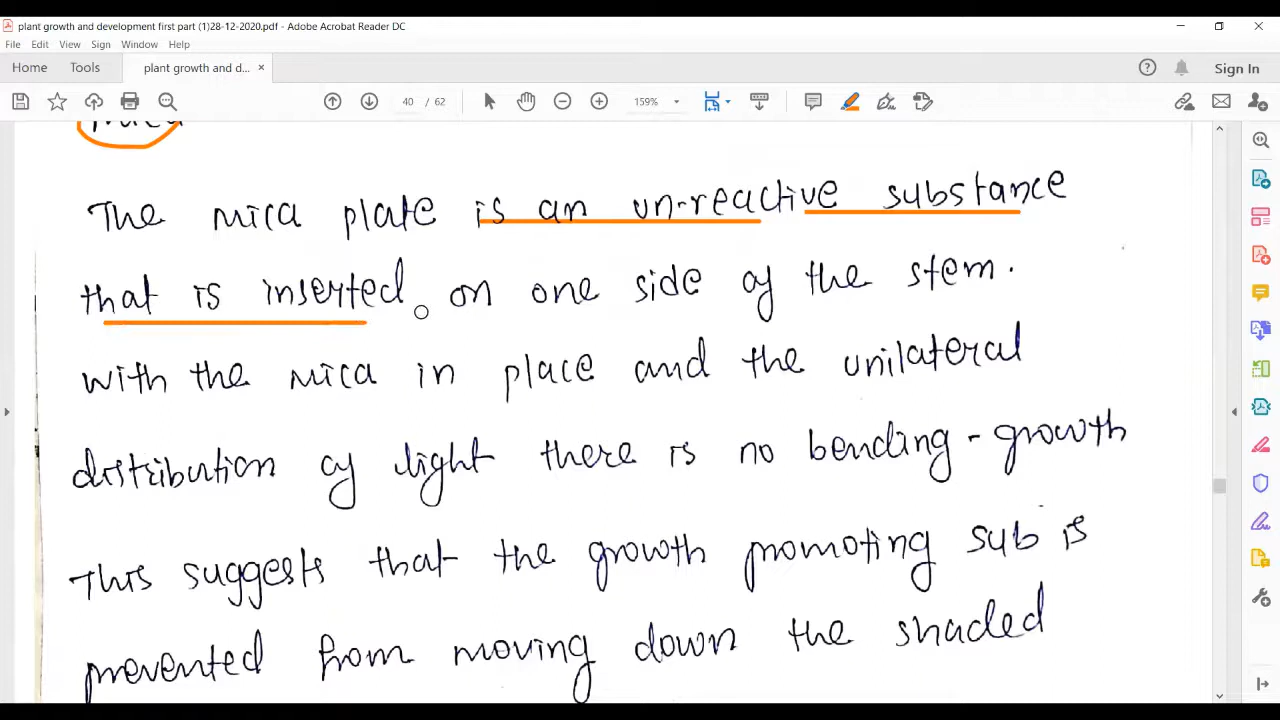 plant growth and development first part (1)28-12-2020.pdf - Adobe Acrobat Reader DC
File Edit View Sign Window Help
Home Tools plant growth and d... × Sign In
40 / 62 159%
The mica plate is an un-reactive substance
that is inserted on one side of the stem.
with the mica in place and the unilateral
distribution of light there is no bending - growth
This suggests that the growth promoting sub is
prevented from moving down the shaded